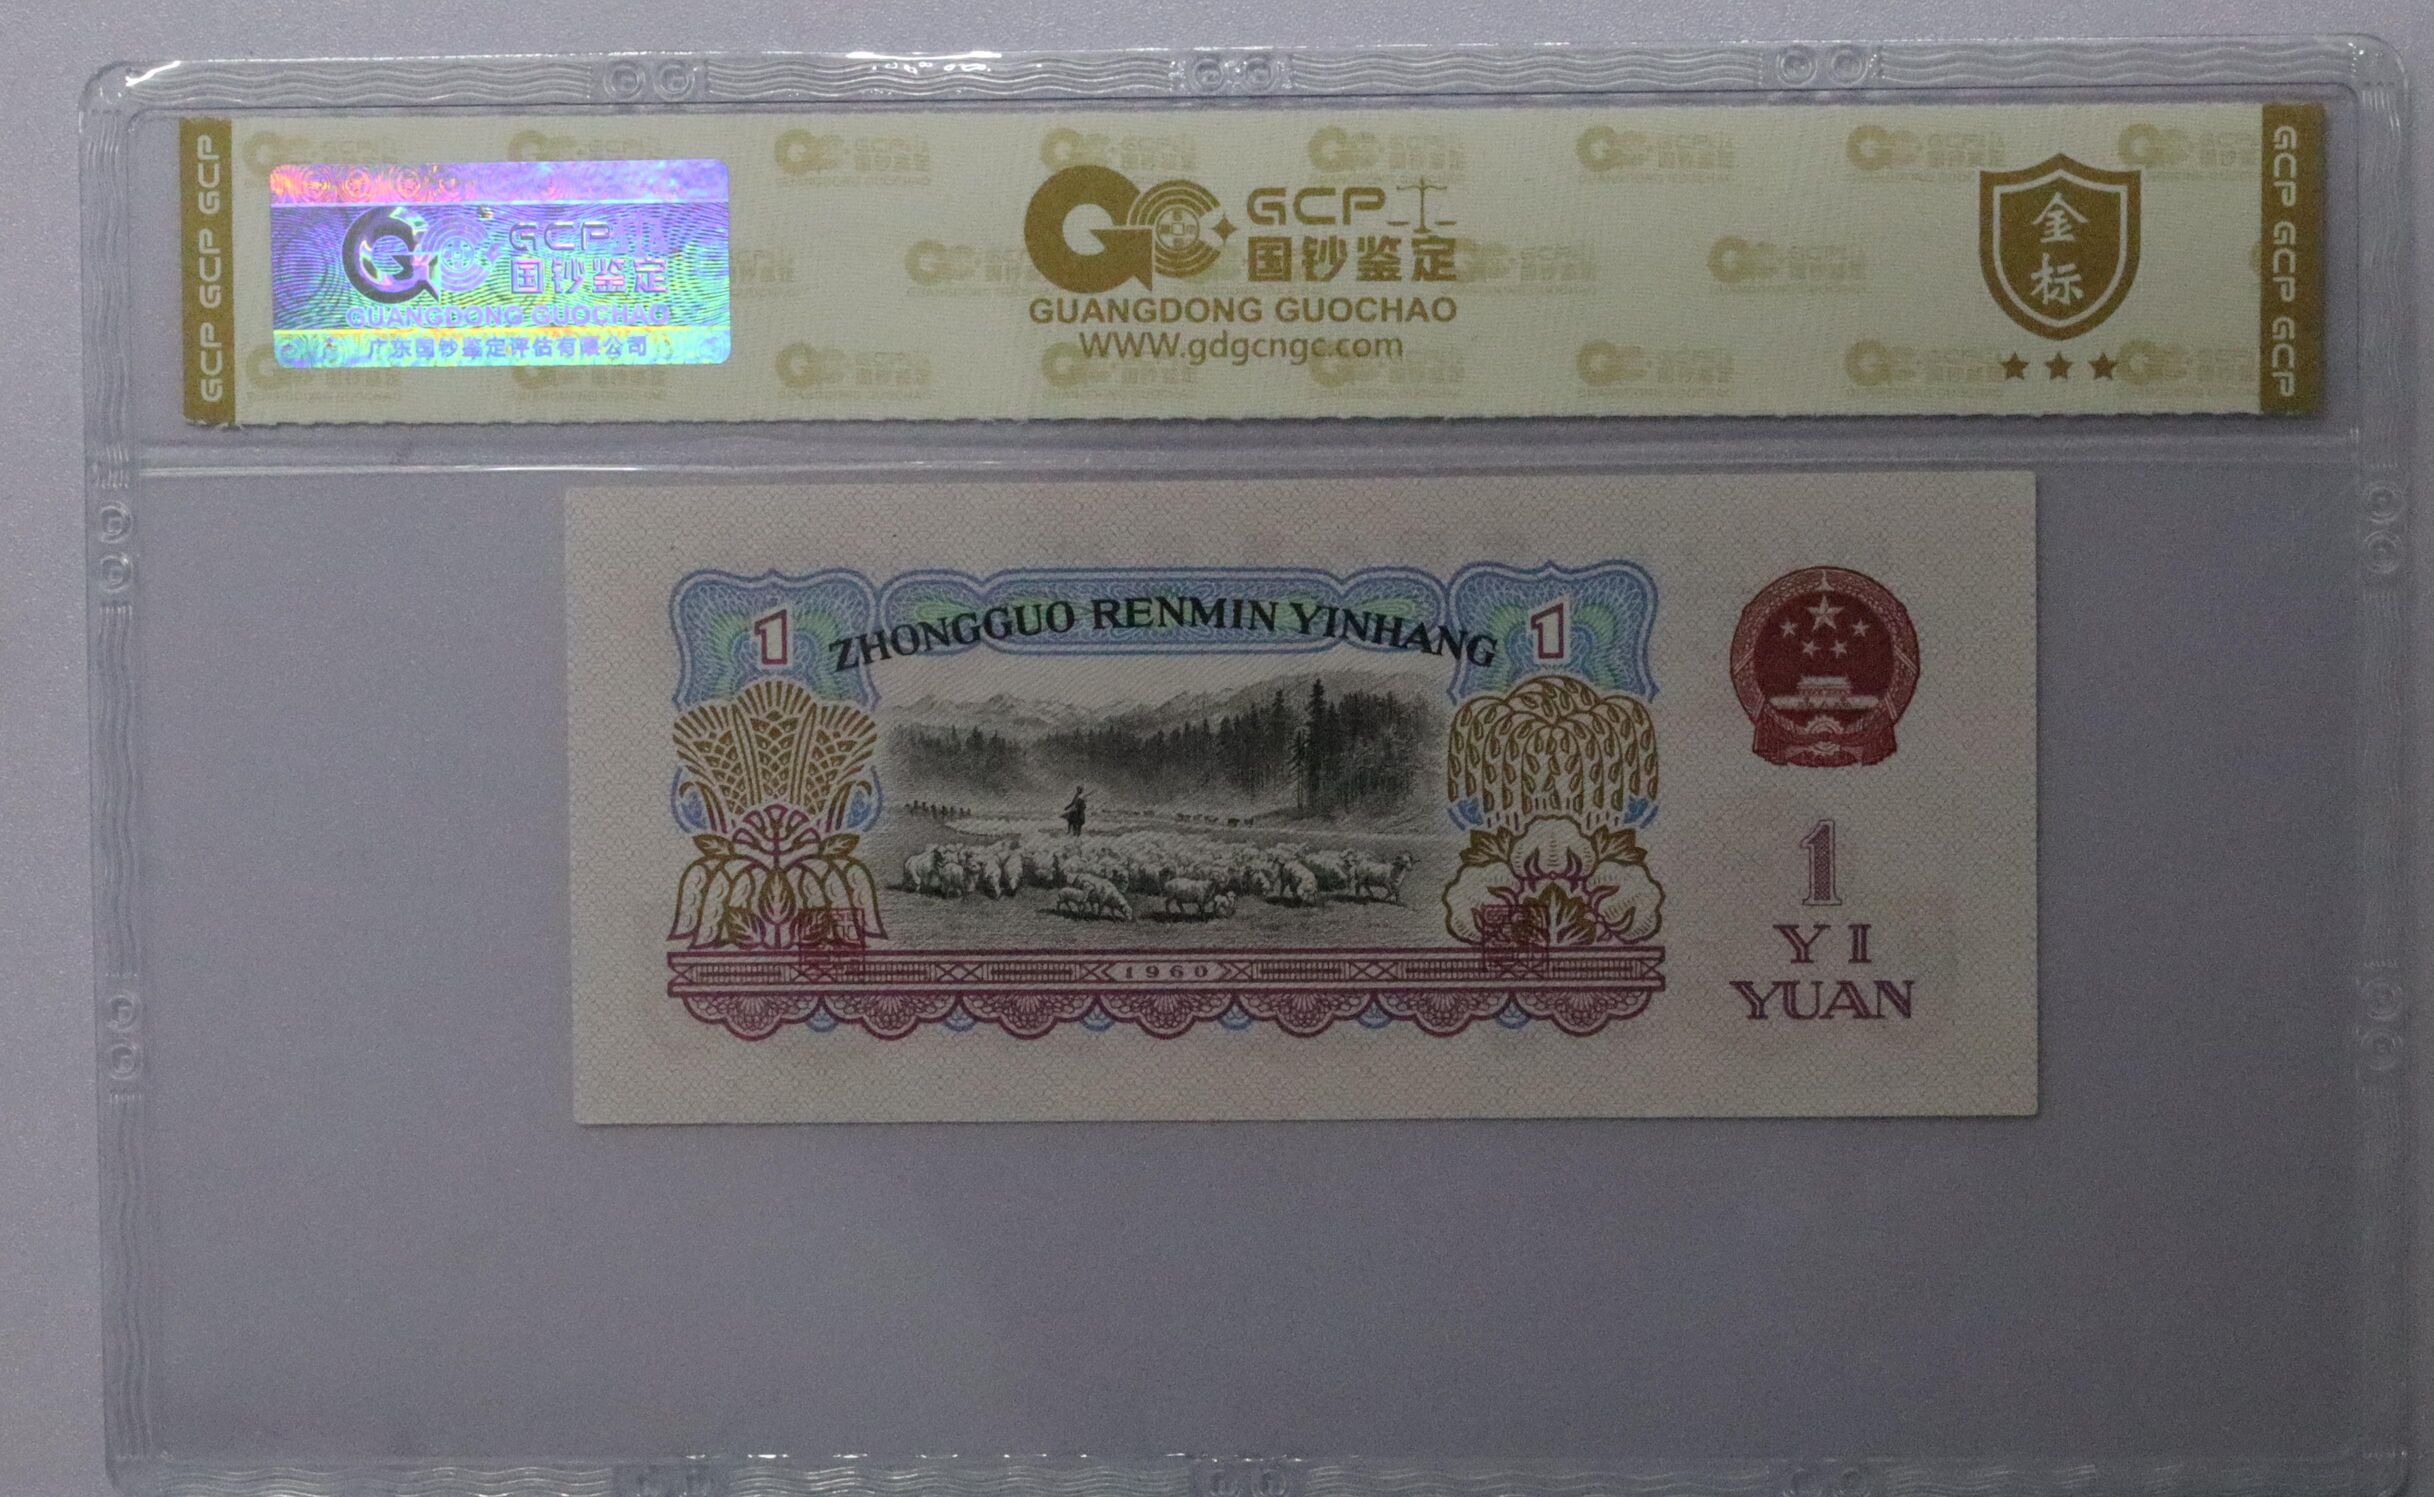 GCP GCP GCP
GCP
国钞鉴定
GUANGDONG GUOCHAO
广东国钞鉴定评估有限公司
GCP
国钞鉴定
GUANGDONG GUOCHAO
WWW.gdgcngc.com
金
标
GCP GCP GCP
1
ZHONGGUO RENMIN YINHANG
1
1960
1
YI
YUAN